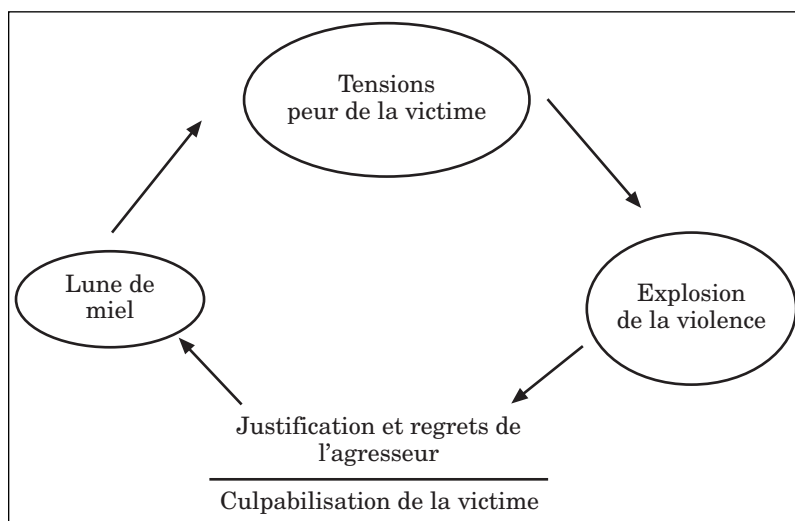 Tensions
peur de la victime
Explosion
de la violence
Justification et regrets de
l’agresseur
Culpabilisation de la victime
Lune de
miel